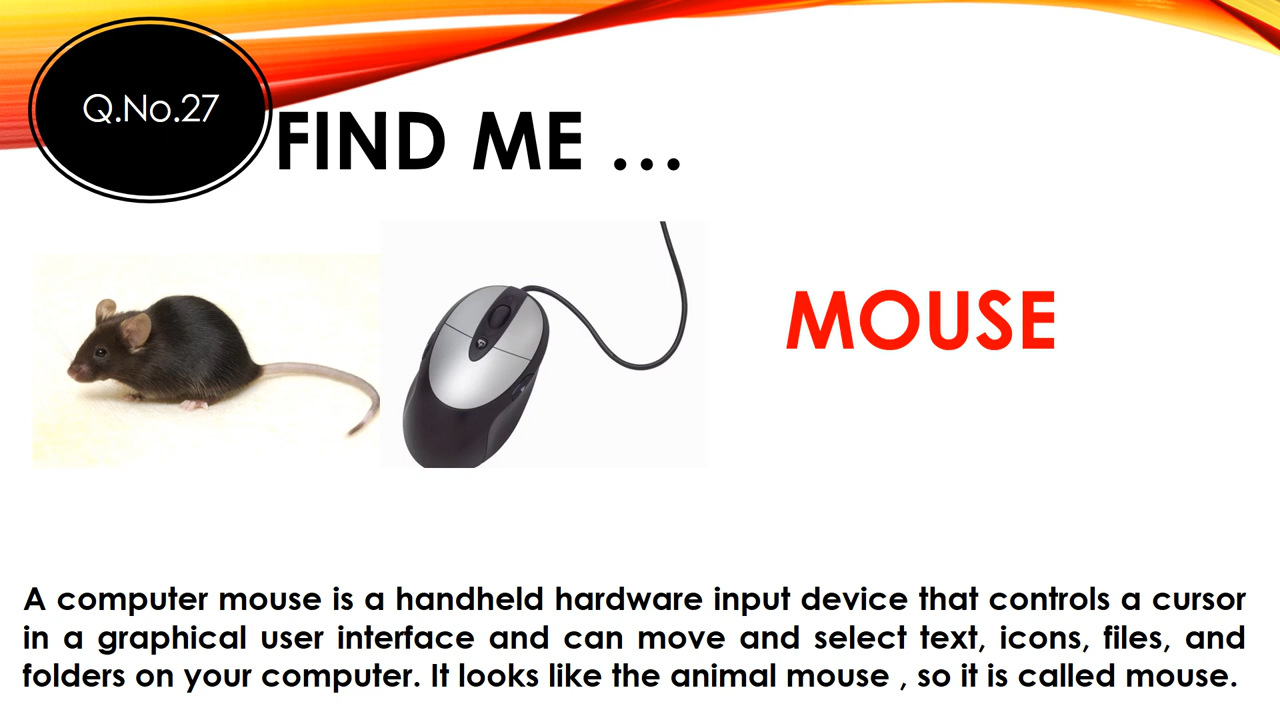 Q.No.27
FIND ME ...
MOUSE
A computer mouse is a handheld hardware input device that controls a cursor
in a graphical user interface and can move and select text, icons, files, and
folders on your computer. It looks like the animal mouse , so it is called mouse.